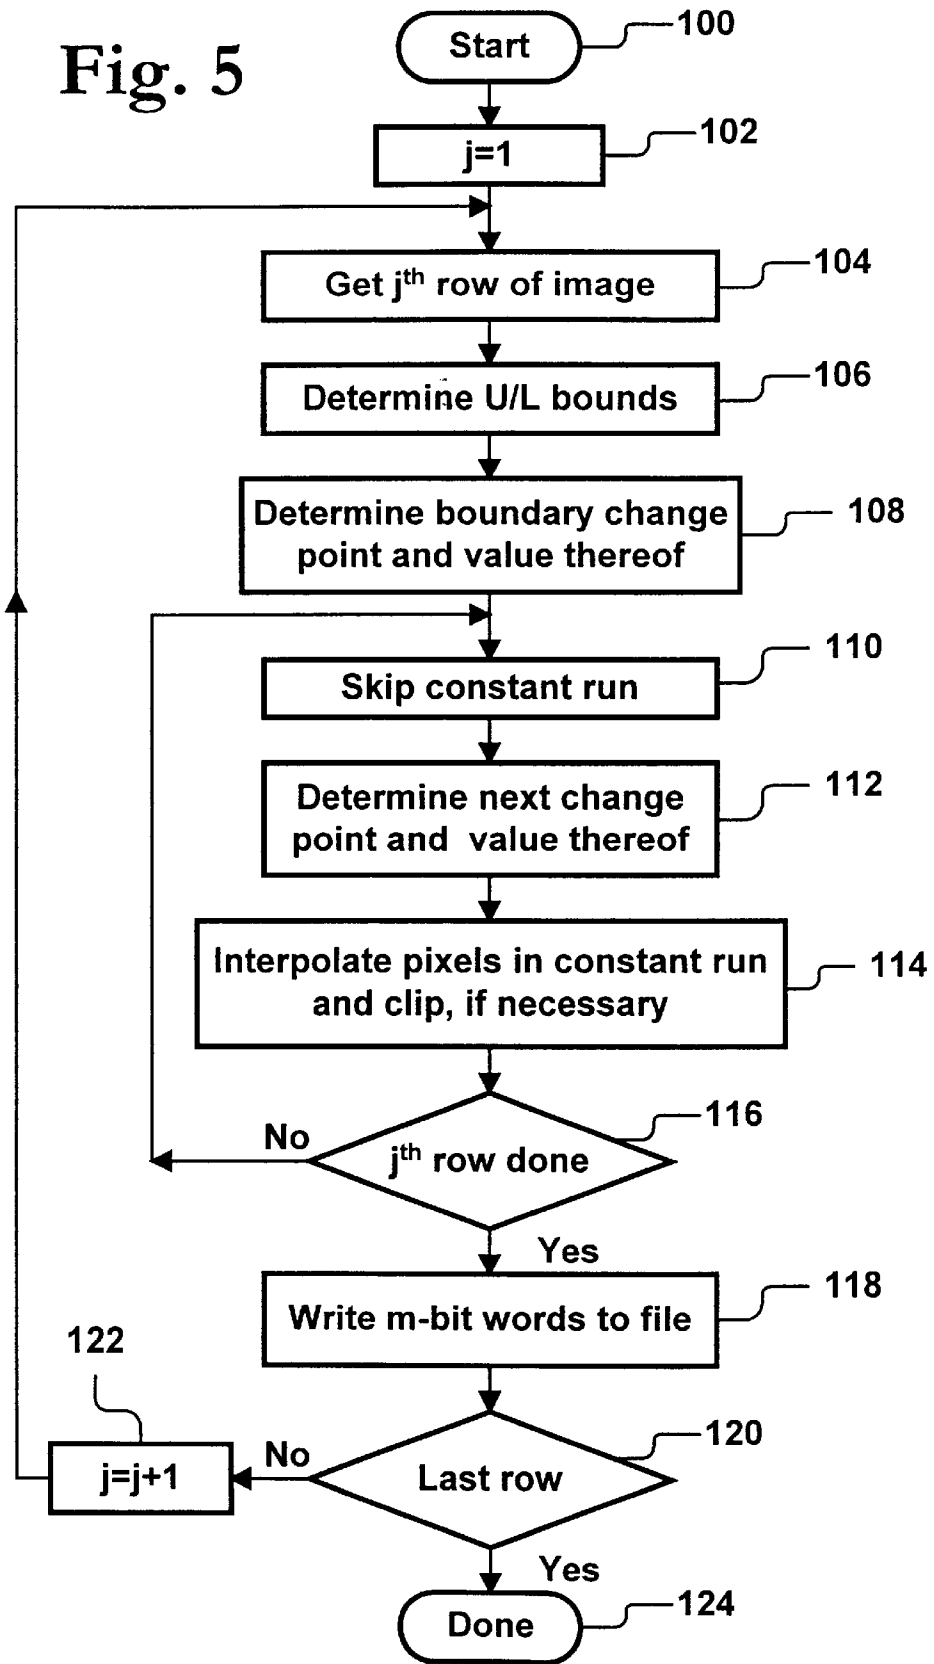 Fig. 5
Start
100
j=1
102
Get jth row of image
104
Determine U/L bounds
106
Determine boundary change
point and value thereof
108
Skip constant run
110
Determine next change
point and value thereof
112
Interpolate pixels in constant run
and clip, if necessary
114
jth row done
116
No
Yes
Write m-bit words to file
118
Last row
120
No
j=j+1
122
Yes
Done
124